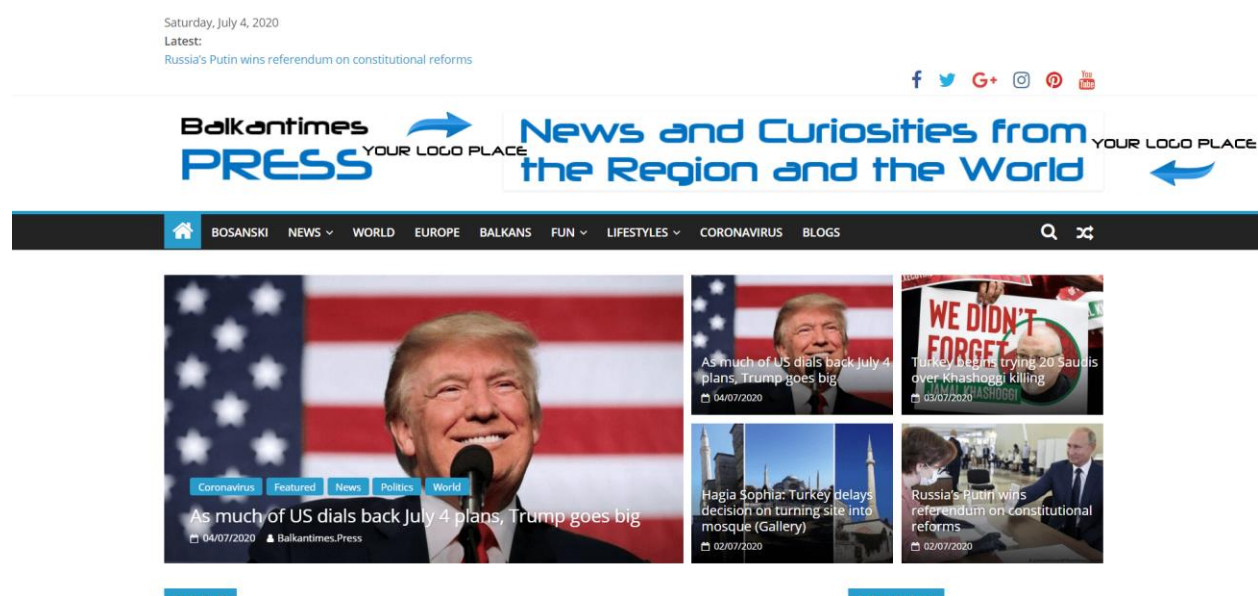 Saturday, July 4, 2020
Latest:
Russia's Putin wins referendum on constitutional reforms
Balkantimes
PRESS
YOUR LOGO PLACE
News and Curiosities from
the Region and the World
YOUR LOGO PLACE
BOSANSKI NEWS WORLD EUROPE BALKANS FUN LIFESTYLES CORONAVIRUS BLOGS
Coronavirus Featured News Politics World
As much of US dials back July 4 plans, Trump goes big
04/07/2020 Balkantimes.Press
As much of US dials back July 4
plans, Trump goes big
04/07/2020
WE DIDN'T
FORGET
Turkey begins trying 20 Saudis
over Khashoggi killing
JAMAL KHASHOGGI
03/07/2020
Hagia Sophia: Turkey delays
decision on turning site into
mosque (Gallery)
02/07/2020
Russia's Putin wins
referendum on constitutional
reforms
02/07/2020